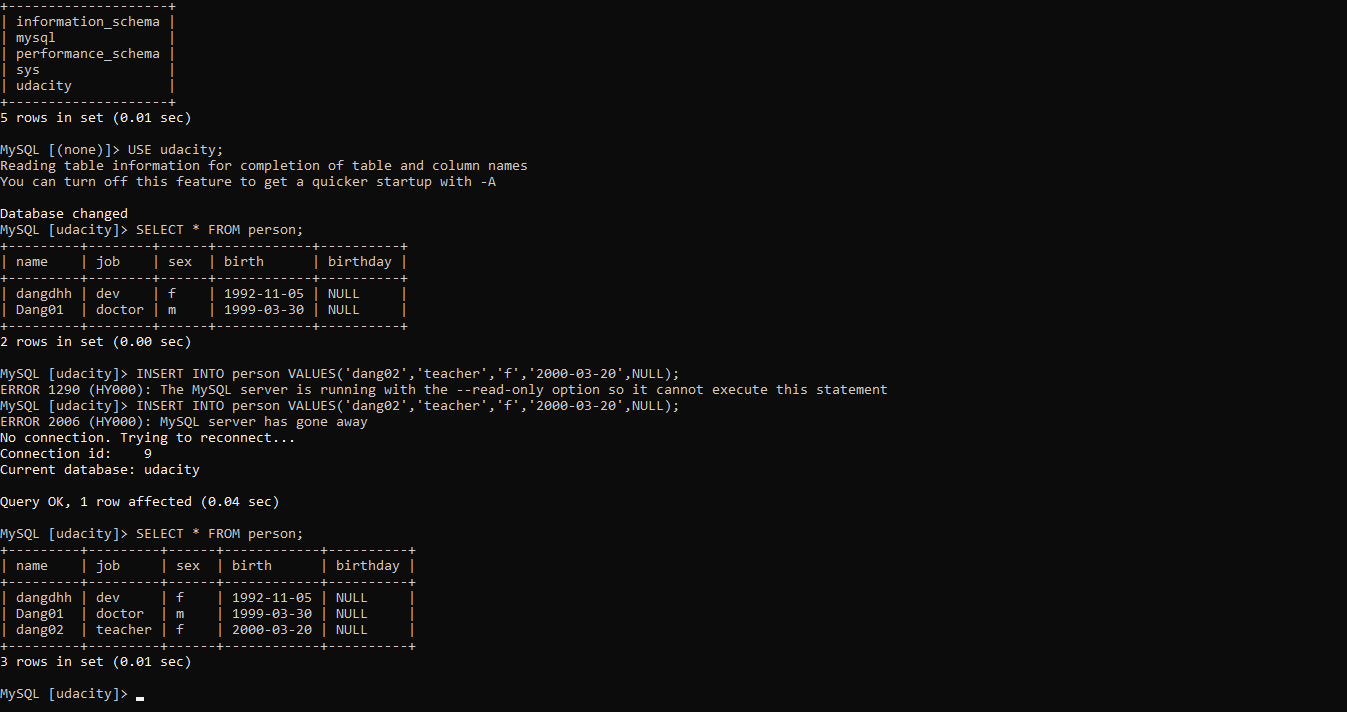 +--------------------+
| information_schema |
| mysql              |
| performance_schema |
| sys                |
| udacity            |
+--------------------+
5 rows in set (0.01 sec)

MySQL [(none)]> USE udacity;
Reading table information for completion of table and column names
You can turn off this feature to get a quicker startup with -A

Database changed
MySQL [udacity]> SELECT * FROM person;
+---------+--------+------+------------+----------+
| name    | job    | sex  | birth      | birthday |
+---------+--------+------+------------+----------+
| dangdhh | dev    | f    | 1992-11-05 | NULL     |
| Dang01  | doctor | m    | 1999-03-30 | NULL     |
+---------+--------+------+------------+----------+
2 rows in set (0.00 sec)

MySQL [udacity]> INSERT INTO person VALUES('dang02','teacher','f','2000-03-20',NULL);
ERROR 1290 (HY000): The MySQL server is running with the --read-only option so it cannot execute this statement
MySQL [udacity]> INSERT INTO person VALUES('dang02','teacher','f','2000-03-20',NULL);
ERROR 2006 (HY000): MySQL server has gone away
No connection. Trying to reconnect...
Connection id:    9
Current database: udacity

Query OK, 1 row affected (0.04 sec)

MySQL [udacity]> SELECT * FROM person;
+---------+---------+------+------------+----------+
| name    | job     | sex  | birth      | birthday |
+---------+---------+------+------------+----------+
| dangdhh | dev     | f    | 1992-11-05 | NULL     |
| Dang01  | doctor  | m    | 1999-03-30 | NULL     |
| dang02  | teacher | f    | 2000-03-20 | NULL     |
+---------+---------+------+------------+----------+
3 rows in set (0.01 sec)

MySQL [udacity]> _